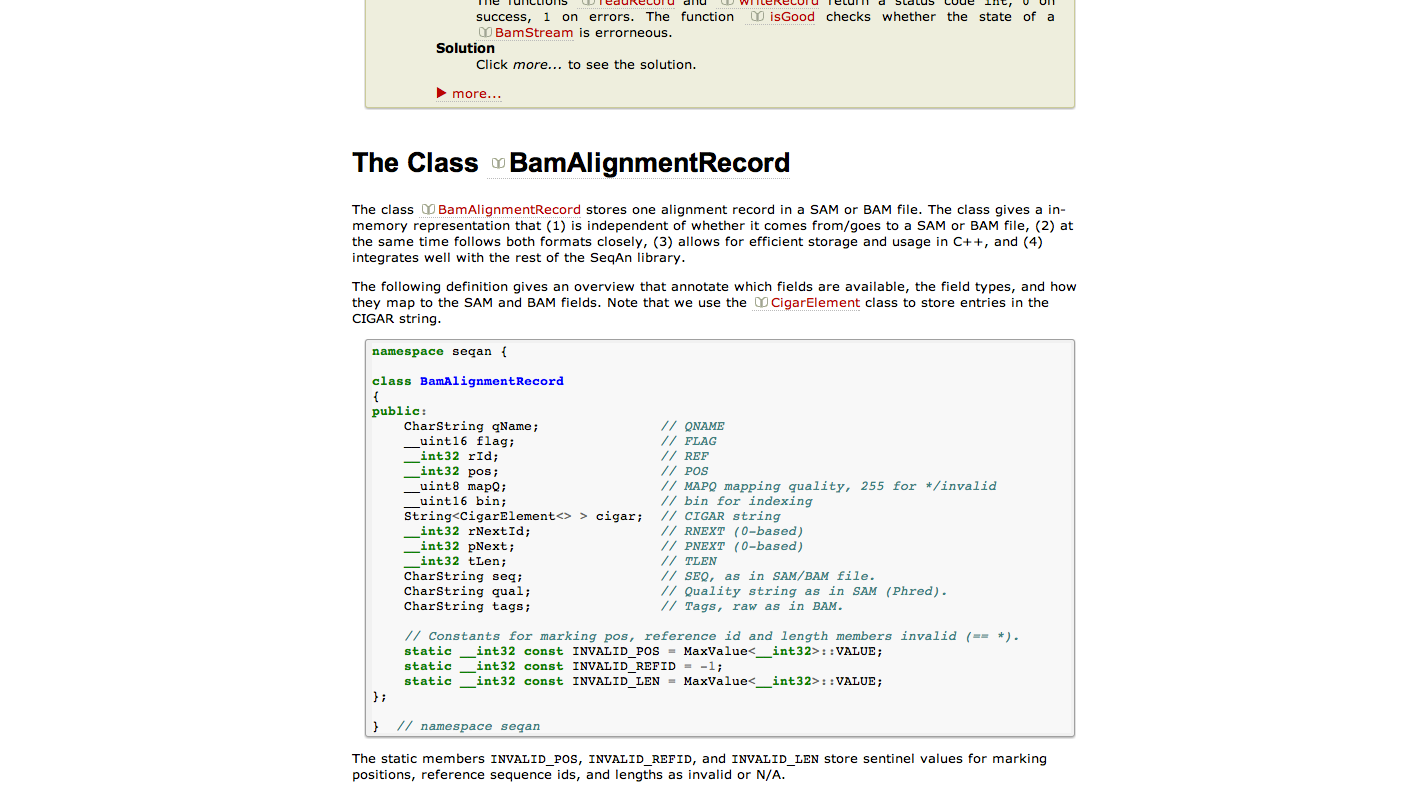 The functions readRecord and writeRecord return a status code int, 0 on
success, 1 on errors. The function isGood checks whether the state of a
BamStream is errorneous.
Solution
Click more... to see the solution.
more...
The Class BamAlignmentRecord
The class BamAlignmentRecord stores one alignment record in a SAM or BAM file. The class gives a in-
memory representation that (1) is independent of whether it comes from/goes to a SAM or BAM file, (2) at
the same time follows both formats closely, (3) allows for efficient storage and usage in C++, and (4)
integrates well with the rest of the SeqAn library.
The following definition gives an overview that annotate which fields are available, the field types, and how
they map to the SAM and BAM fields. Note that we use the CigarElement class to store entries in the
CIGAR string.
namespace seqan {
class BamAlignmentRecord
{
public:
    CharString qName;               // QNAME
    __uint16 flag;                  // FLAG
    __int32 rId;                    // REF
    __int32 pos;                    // POS
    __uint8 mapQ;                   // MAPQ mapping quality, 255 for */invalid
    __uint16 bin;                   // bin for indexing
    String<CigarElement<> > cigar;  // CIGAR string
    __int32 rNextId;                // RNEXT (0-based)
    __int32 pNext;                  // PNEXT (0-based)
    __int32 tLen;                   // TLEN
    CharString seq;                 // SEQ, as in SAM/BAM file.
    CharString qual;                // Quality string as in SAM (Phred).
    CharString tags;                // Tags, raw as in BAM.
    // Constants for marking pos, reference id and length members invalid (== *).
    static __int32 const INVALID_POS = MaxValue<__int32>::VALUE;
    static __int32 const INVALID_REFID = -1;
    static __int32 const INVALID_LEN = MaxValue<__int32>::VALUE;
};
}  // namespace seqan
The static members INVALID_POS, INVALID_REFID, and INVALID_LEN store sentinel values for marking
positions, reference sequence ids, and lengths as invalid or N/A.